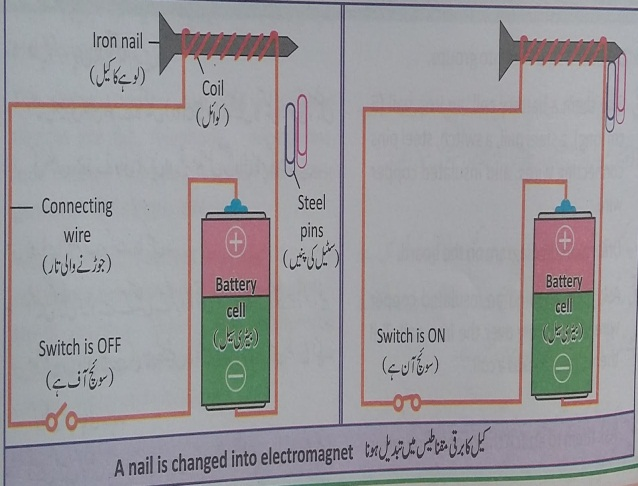 Iron nail
(لوہے کا کیل)
Coil
(کوائل)
Steel
pins
(سٹیل کی پنیں)
Connecting
wire
(جوڑنے والی تار)
+
Battery
cell
(بیٹری سیل)
−
Switch is OFF
(سوئچ آف ہے)
+
Battery
cell
(بیٹری سیل)
−
Switch is ON
(سوئچ آن ہے)
A nail is changed into electromagnet کیل کا برقی مقناطیس میں تبدیل ہونا